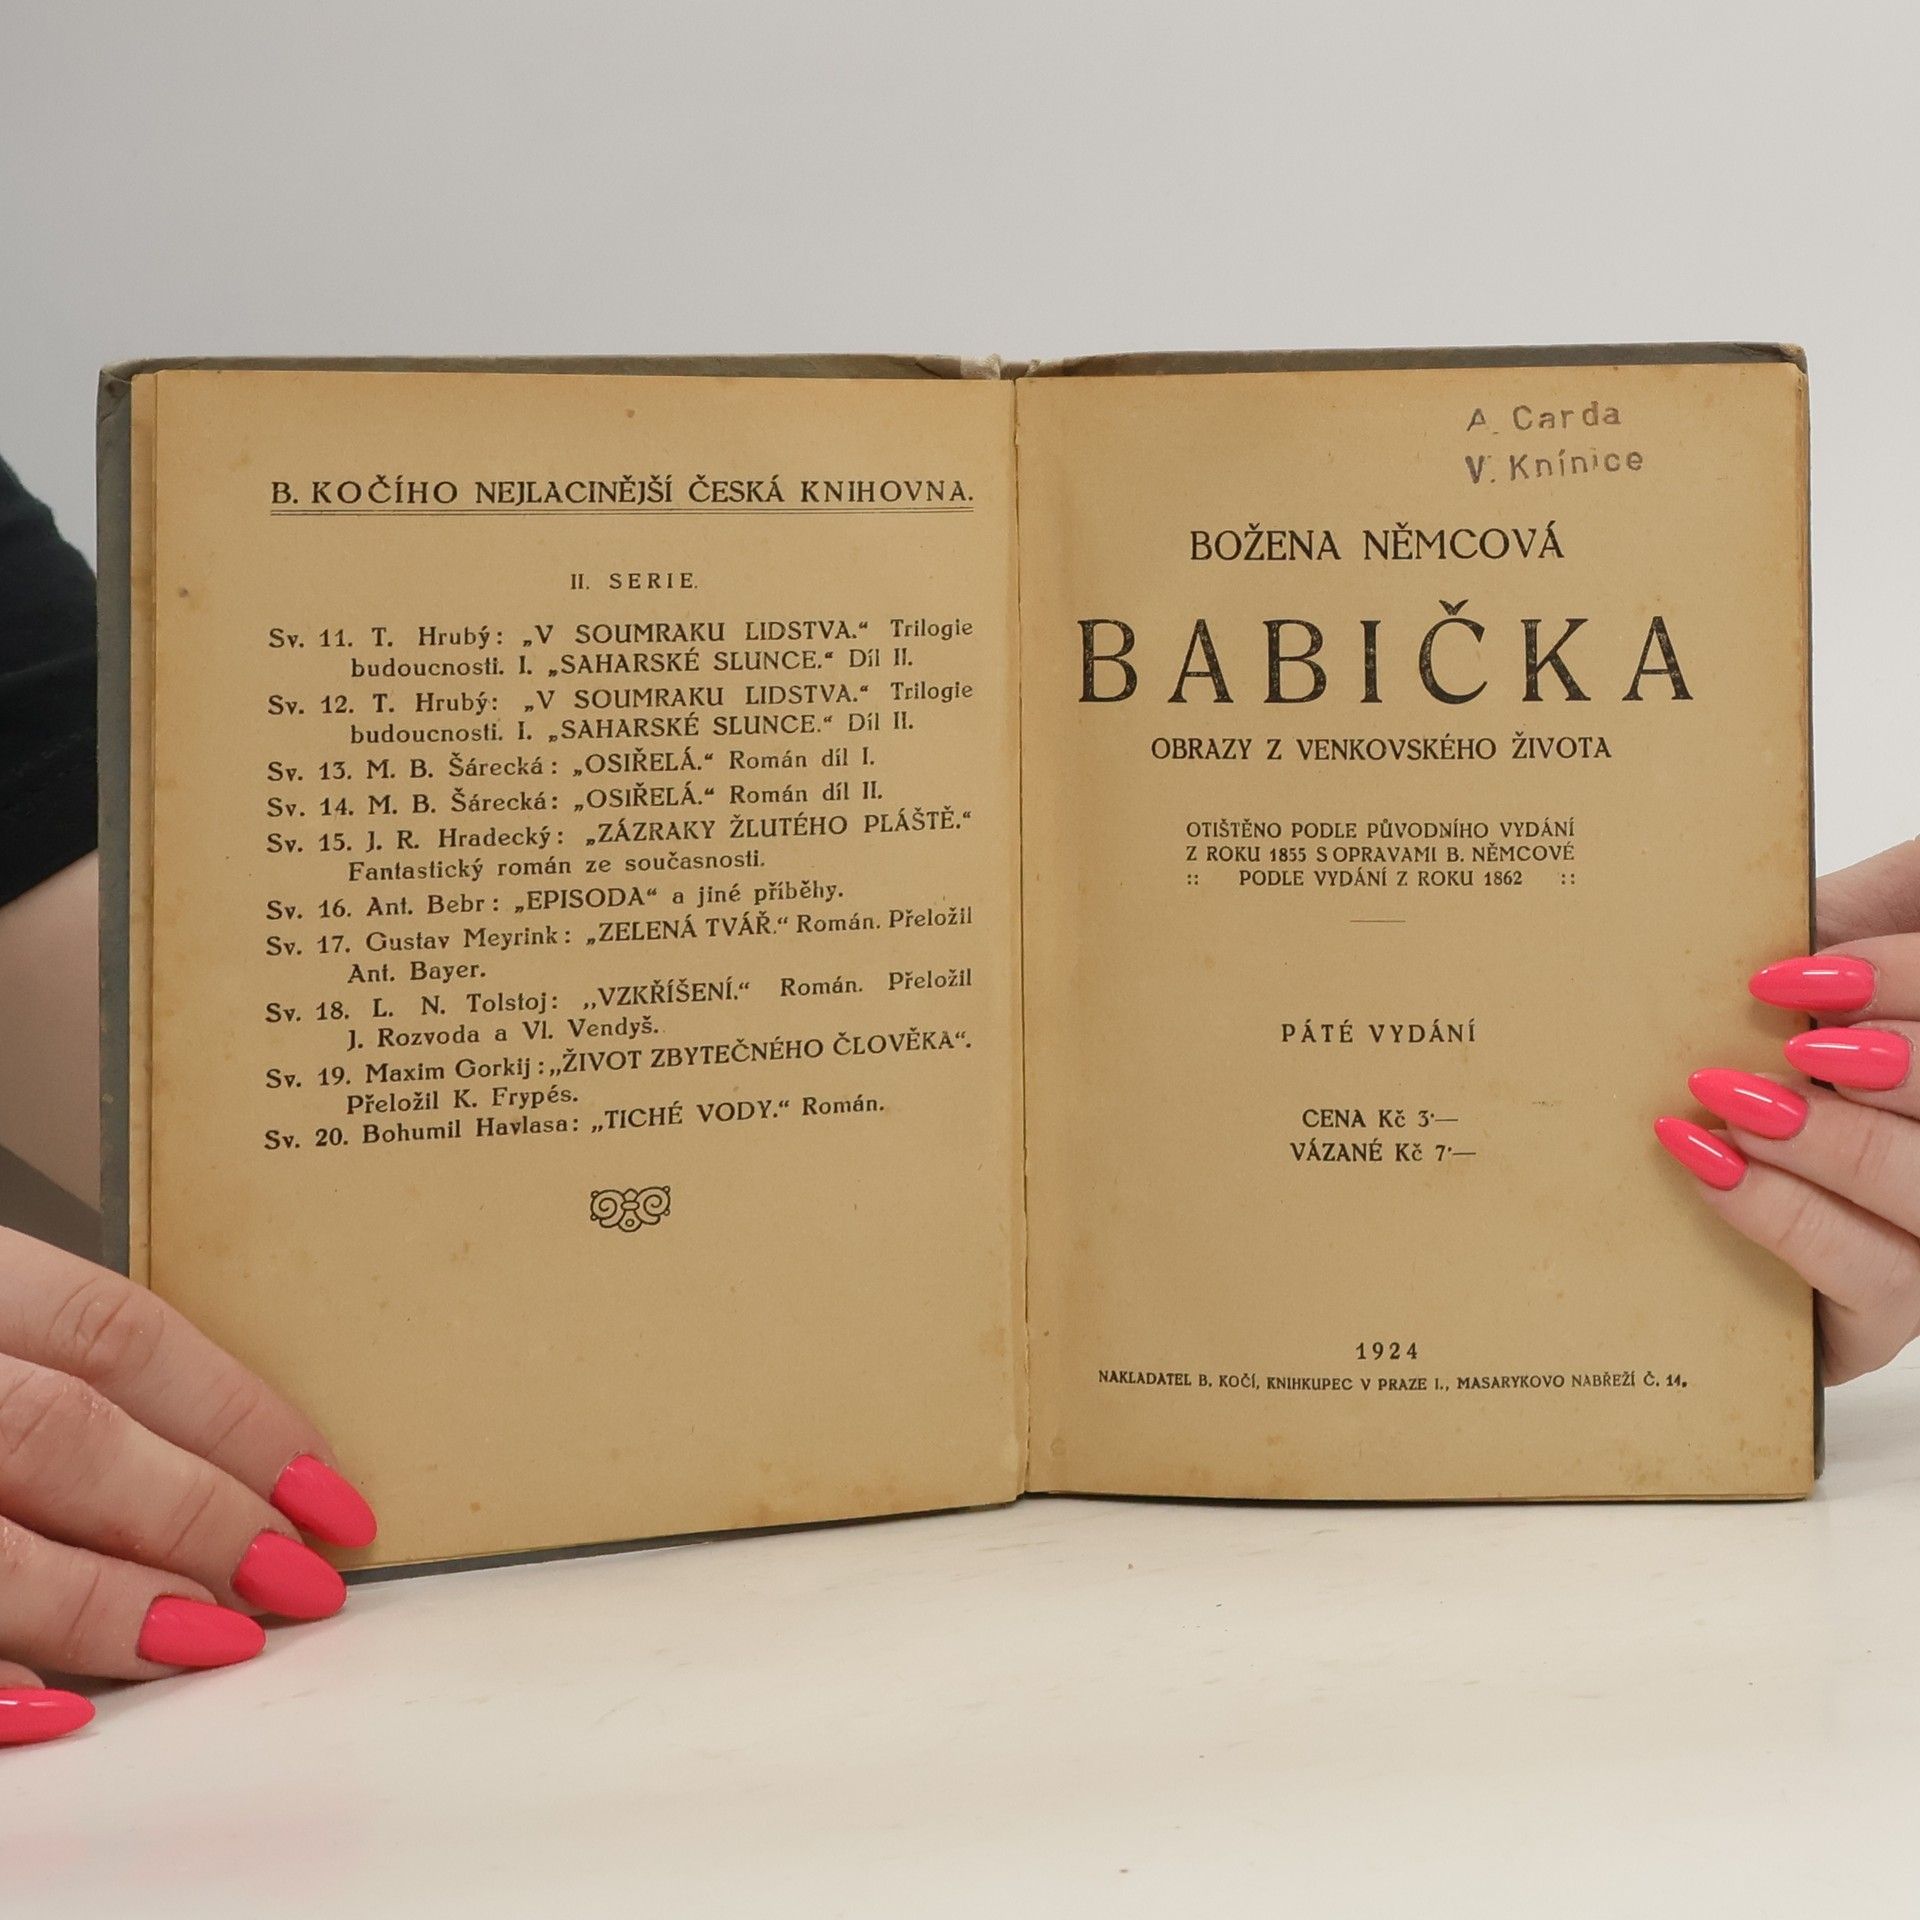 B. KOČÍHO NEJLACINĚJŠÍ ČESKÁ KNIHOVNA.
II. SERIE.
Sv. 11. T. Hrubý: „V SOUMRAKU LIDSTVA.“ Trilogie
budoucnosti. I. „SAHARSKÉ SLUNCE.“ Díl II.
Sv. 12. T. Hrubý: „V SOUMRAKU LIDSTVA.“ Trilogie
budoucnosti. I. „SAHARSKÉ SLUNCE.“ Díl II.
Sv. 13. M. B. Šárecká: „OSIŘELÁ.“ Román díl I.
Sv. 14. M. B. Šárecká: „OSIŘELÁ.“ Román díl II.
Sv. 15. J. R. Hradecký: „ZÁZRAKY ŽLUTÉHO PLÁŠTĚ.“
Fantastický román ze současnosti.
Sv. 16. Ant. Bebr: „EPISODA“ a jiné příběhy.
Sv. 17. Gustav Meyrink: „ZELENÁ TVÁŘ.“ Román. Přeložil
Ant. Bayer.
Sv. 18. L. N. Tolstoj: ,,VZKŘÍŠENÍ.“ Román. Přeložil
J. Rozvoda a Vl. Vendyš.
Sv. 19. Maxim Gorkij: „ŽIVOT ZBYTEČNÉHO ČLOVĚKA“.
Přeložil K. Frypés.
Sv. 20. Bohumil Havlasa: „TICHÉ VODY.“ Román.
A. Carda
V. Knínice
BOŽENA NĚMCOVÁ
BABIČKA
OBRAZY Z VENKOVSKÉHO ŽIVOTA
OTIŠTĚNO PODLE PŮVODNÍHO VYDÁNÍ
Z ROKU 1855 S OPRAVAMI B. NĚMCOVÉ
:: PODLE VYDÁNÍ Z ROKU 1862 ::
PÁTÉ VYDÁNÍ
CENA Kč 3·—
VÁZANÉ Kč 7·—
1924
NAKLADATEL B. KOČÍ, KNIHKUPEC V PRAZE I., MASARYKOVO NABŘEŽÍ Č. 14.